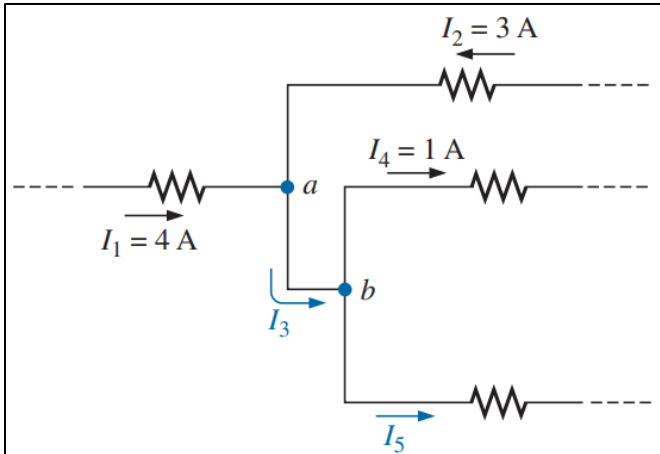 I₂ = 3 A
I₄ = 1 A
a
I₁ = 4 A
b
I₃
I₅